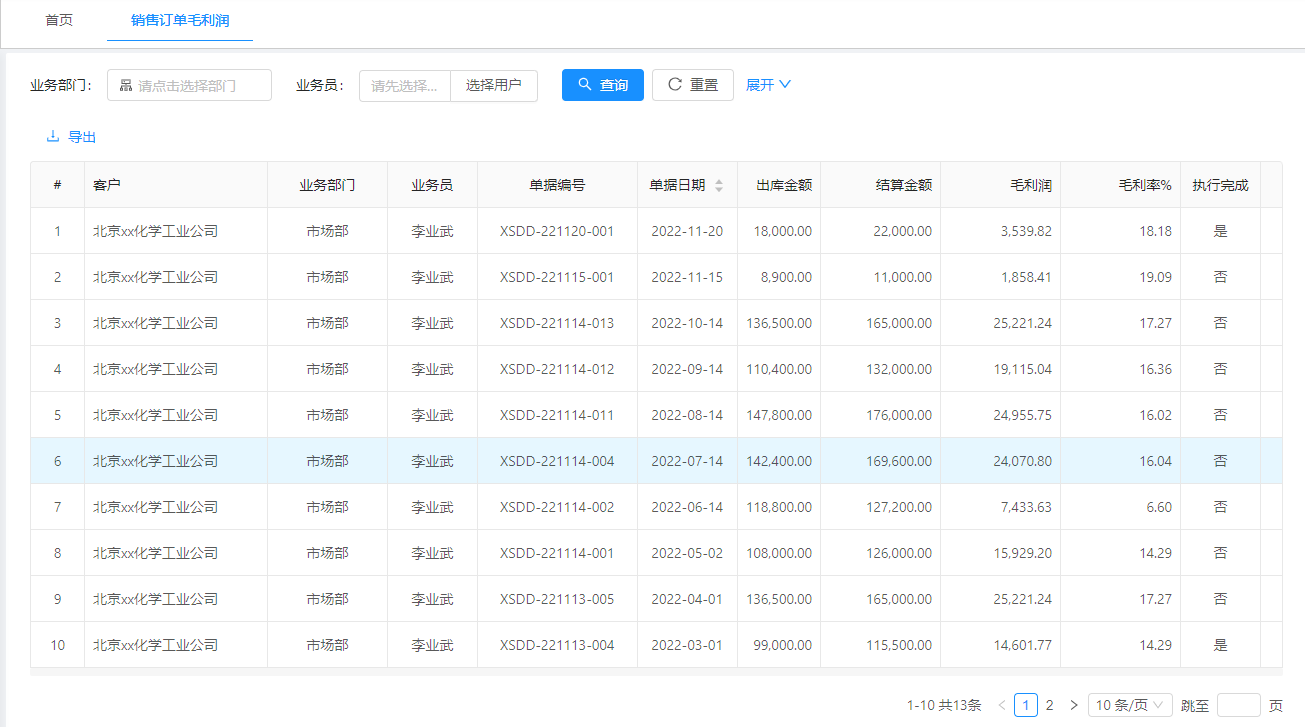 首页 销售订单毛利润
业务部门: 请点击选择部门 业务员: 请先选择... 选择用户 查询 重置 展开
导出
# 客户 业务部门 业务员 单据编号 单据日期 出库金额 结算金额 毛利润 毛利率% 执行完成
1 北京xx化学工业公司 市场部 李业武 XSDD-221120-001 2022-11-20 18,000.00 22,000.00 3,539.82 18.18 是
2 北京xx化学工业公司 市场部 李业武 XSDD-221115-001 2022-11-15 8,900.00 11,000.00 1,858.41 19.09 否
3 北京xx化学工业公司 市场部 李业武 XSDD-221114-013 2022-10-14 136,500.00 165,000.00 25,221.24 17.27 否
4 北京xx化学工业公司 市场部 李业武 XSDD-221114-012 2022-09-14 110,400.00 132,000.00 19,115.04 16.36 否
5 北京xx化学工业公司 市场部 李业武 XSDD-221114-011 2022-08-14 147,800.00 176,000.00 24,955.75 16.02 否
6 北京xx化学工业公司 市场部 李业武 XSDD-221114-004 2022-07-14 142,400.00 169,600.00 24,070.80 16.04 否
7 北京xx化学工业公司 市场部 李业武 XSDD-221114-002 2022-06-14 118,800.00 127,200.00 7,433.63 6.60 否
8 北京xx化学工业公司 市场部 李业武 XSDD-221114-001 2022-05-02 108,000.00 126,000.00 15,929.20 14.29 否
9 北京xx化学工业公司 市场部 李业武 XSDD-221113-005 2022-04-01 136,500.00 165,000.00 25,221.24 17.27 否
10 北京xx化学工业公司 市场部 李业武 XSDD-221113-004 2022-03-01 99,000.00 115,500.00 14,601.77 14.29 是
1-10 共13条 < 1 2 > 10 条/页 跳至 页